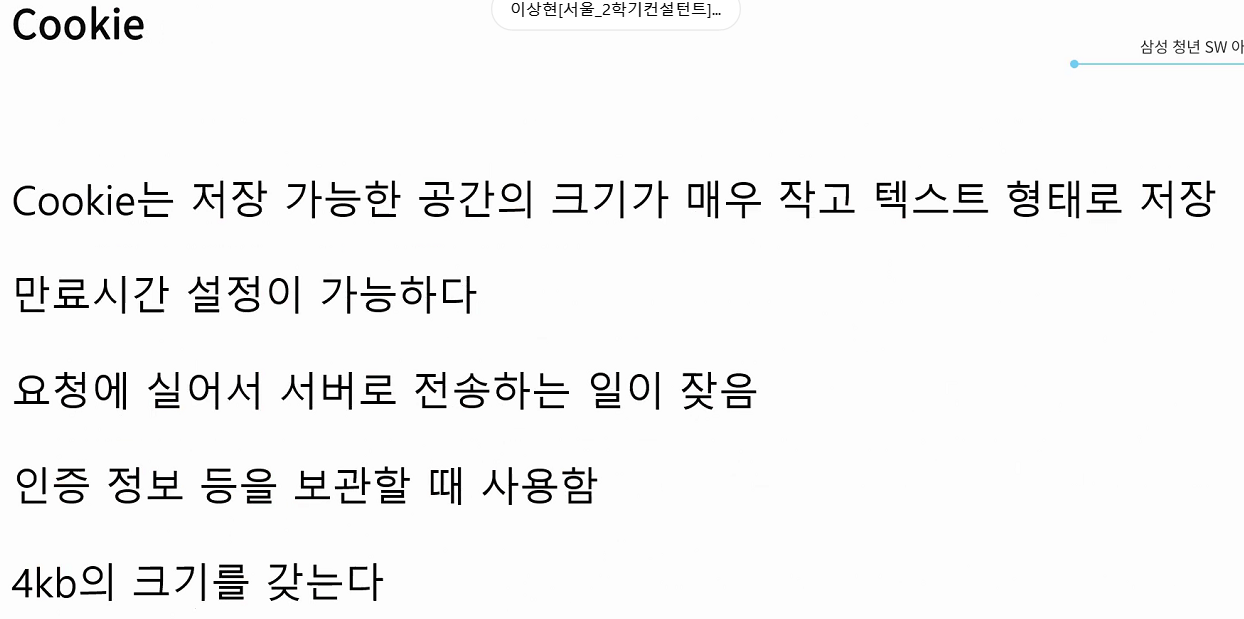 Cookie
이상현[서울_2학기컨설턴트]...
삼성 청년 SW 아
Cookie는 저장 가능한 공간의 크기가 매우 작고 텍스트 형태로 저장
만료시간 설정이 가능하다
요청에 실어서 서버로 전송하는 일이 잦음
인증 정보 등을 보관할 때 사용함
4kb의 크기를 갖는다